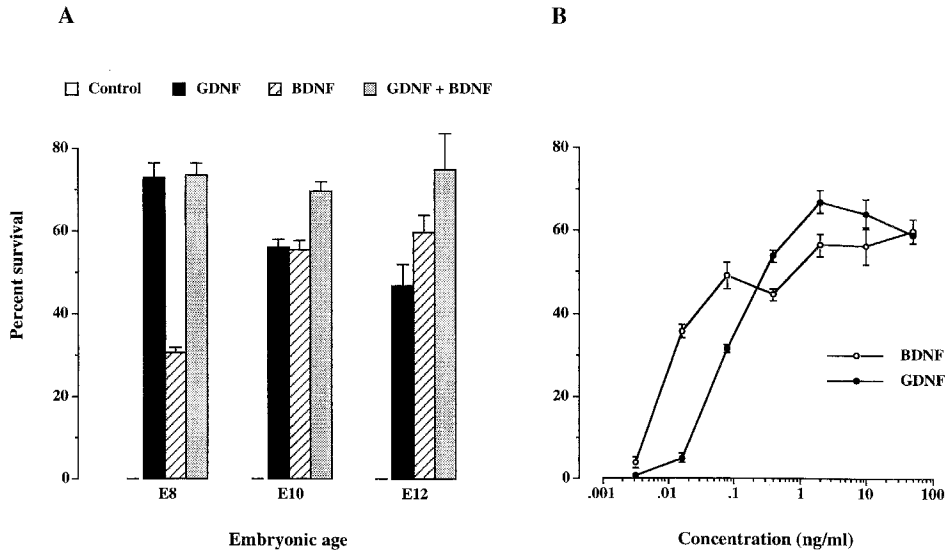 A
Control GDNF BDNF GDNF + BDNF
80
60
40
20
0
Percent survival
E8 E10 E12
Embryonic age
B
80
60
40
20
0
BDNF
GDNF
.001 .01 .1 1 10 100
Concentration (ng/ml)